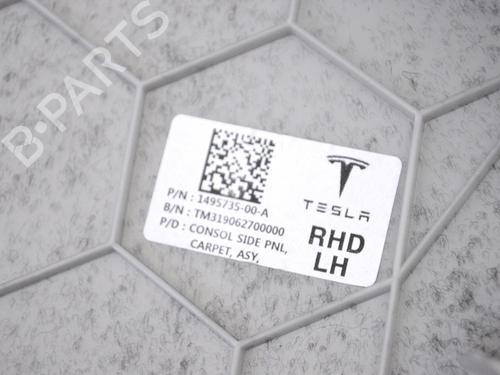 B·PARTS
TESLA
P/N : 1495735-00-A
B/N : TM319062700000
P/D : CONSOL SIDE PNL,
CARPET, ASY,
RHD
LH